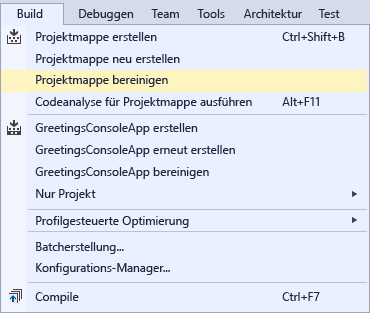 Build Debuggen Team Tools Architektur Test
Projektmappe erstellen Ctrl+Shift+B
Projektmappe neu erstellen
Projektmappe bereinigen
Codeanalyse für Projektmappe ausführen Alt+F11
GreetingsConsoleApp erstellen
GreetingsConsoleApp erneut erstellen
GreetingsConsoleApp bereinigen
Nur Projekt
Profilgesteuerte Optimierung
Batcherstellung...
Konfigurations-Manager...
Compile Ctrl+F7